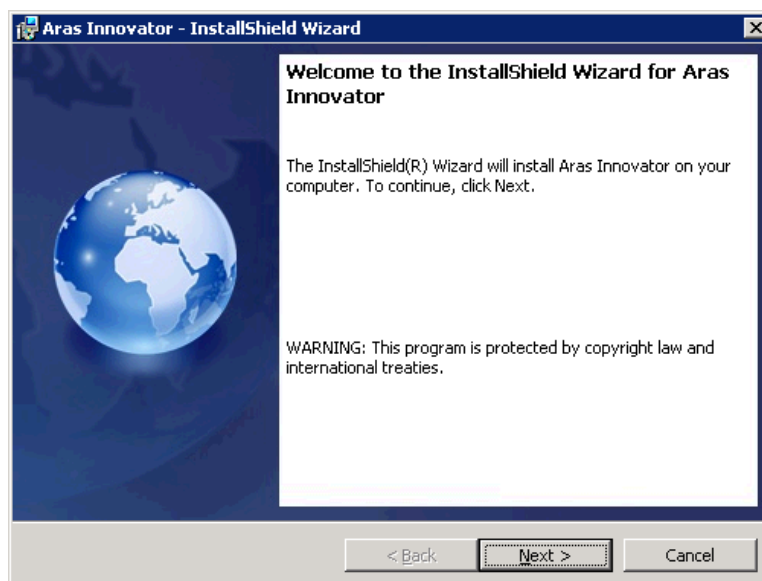 Aras Innovator - InstallShield Wizard
Welcome to the InstallShield Wizard for Aras
Innovator
The InstallShield(R) Wizard will install Aras Innovator on your
computer. To continue, click Next.
WARNING: This program is protected by copyright law and
international treaties.
< Back
Next >
Cancel